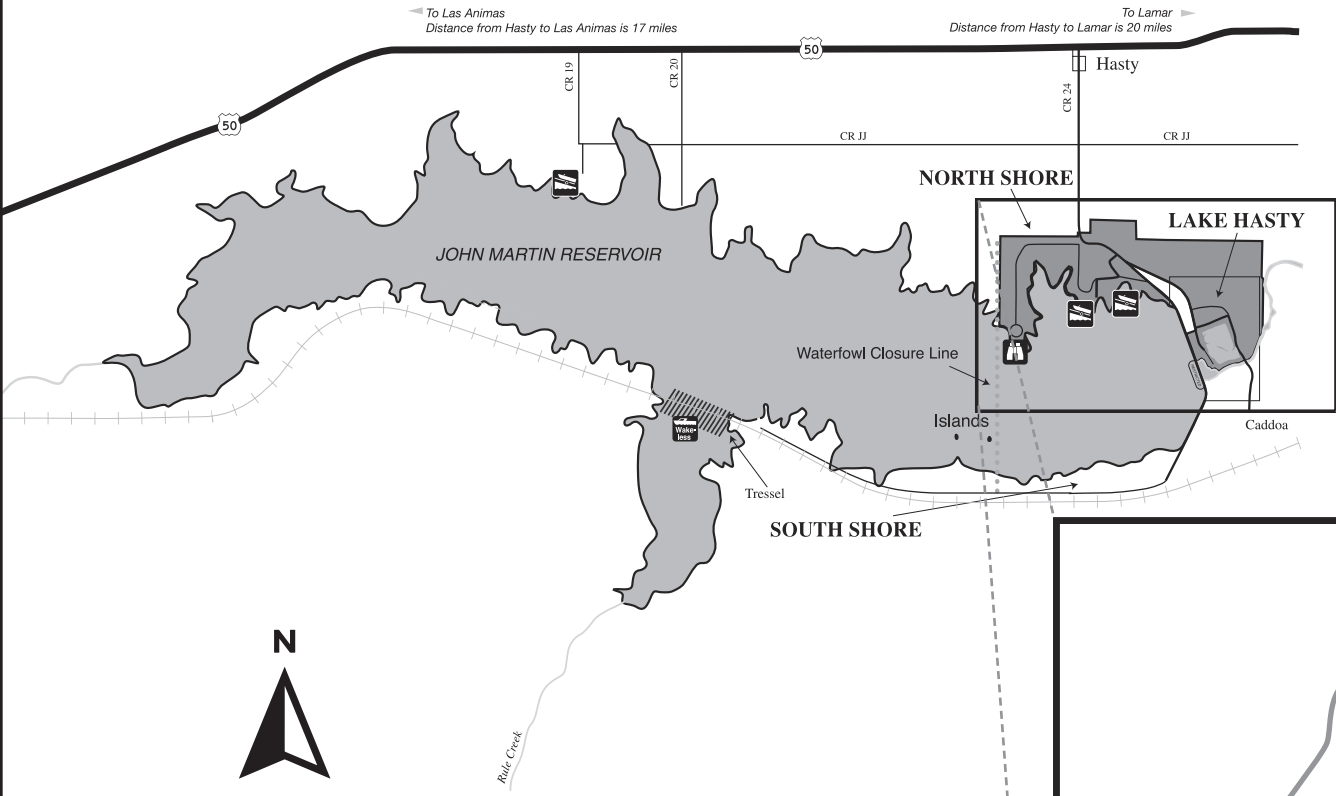 To Las Animas
Distance from Hasty to Las Animas is 17 miles
To Lamar
Distance from Hasty to Lamar is 20 miles
50
Hasty
CR 19
CR 20
CR 24
50
CR JJ
CR JJ
NORTH SHORE
LAKE HASTY
JOHN MARTIN RESERVOIR
Waterfowl Closure Line
Islands
Caddoa
Wake-
less
Tressel
SOUTH SHORE
N
Rule Creek